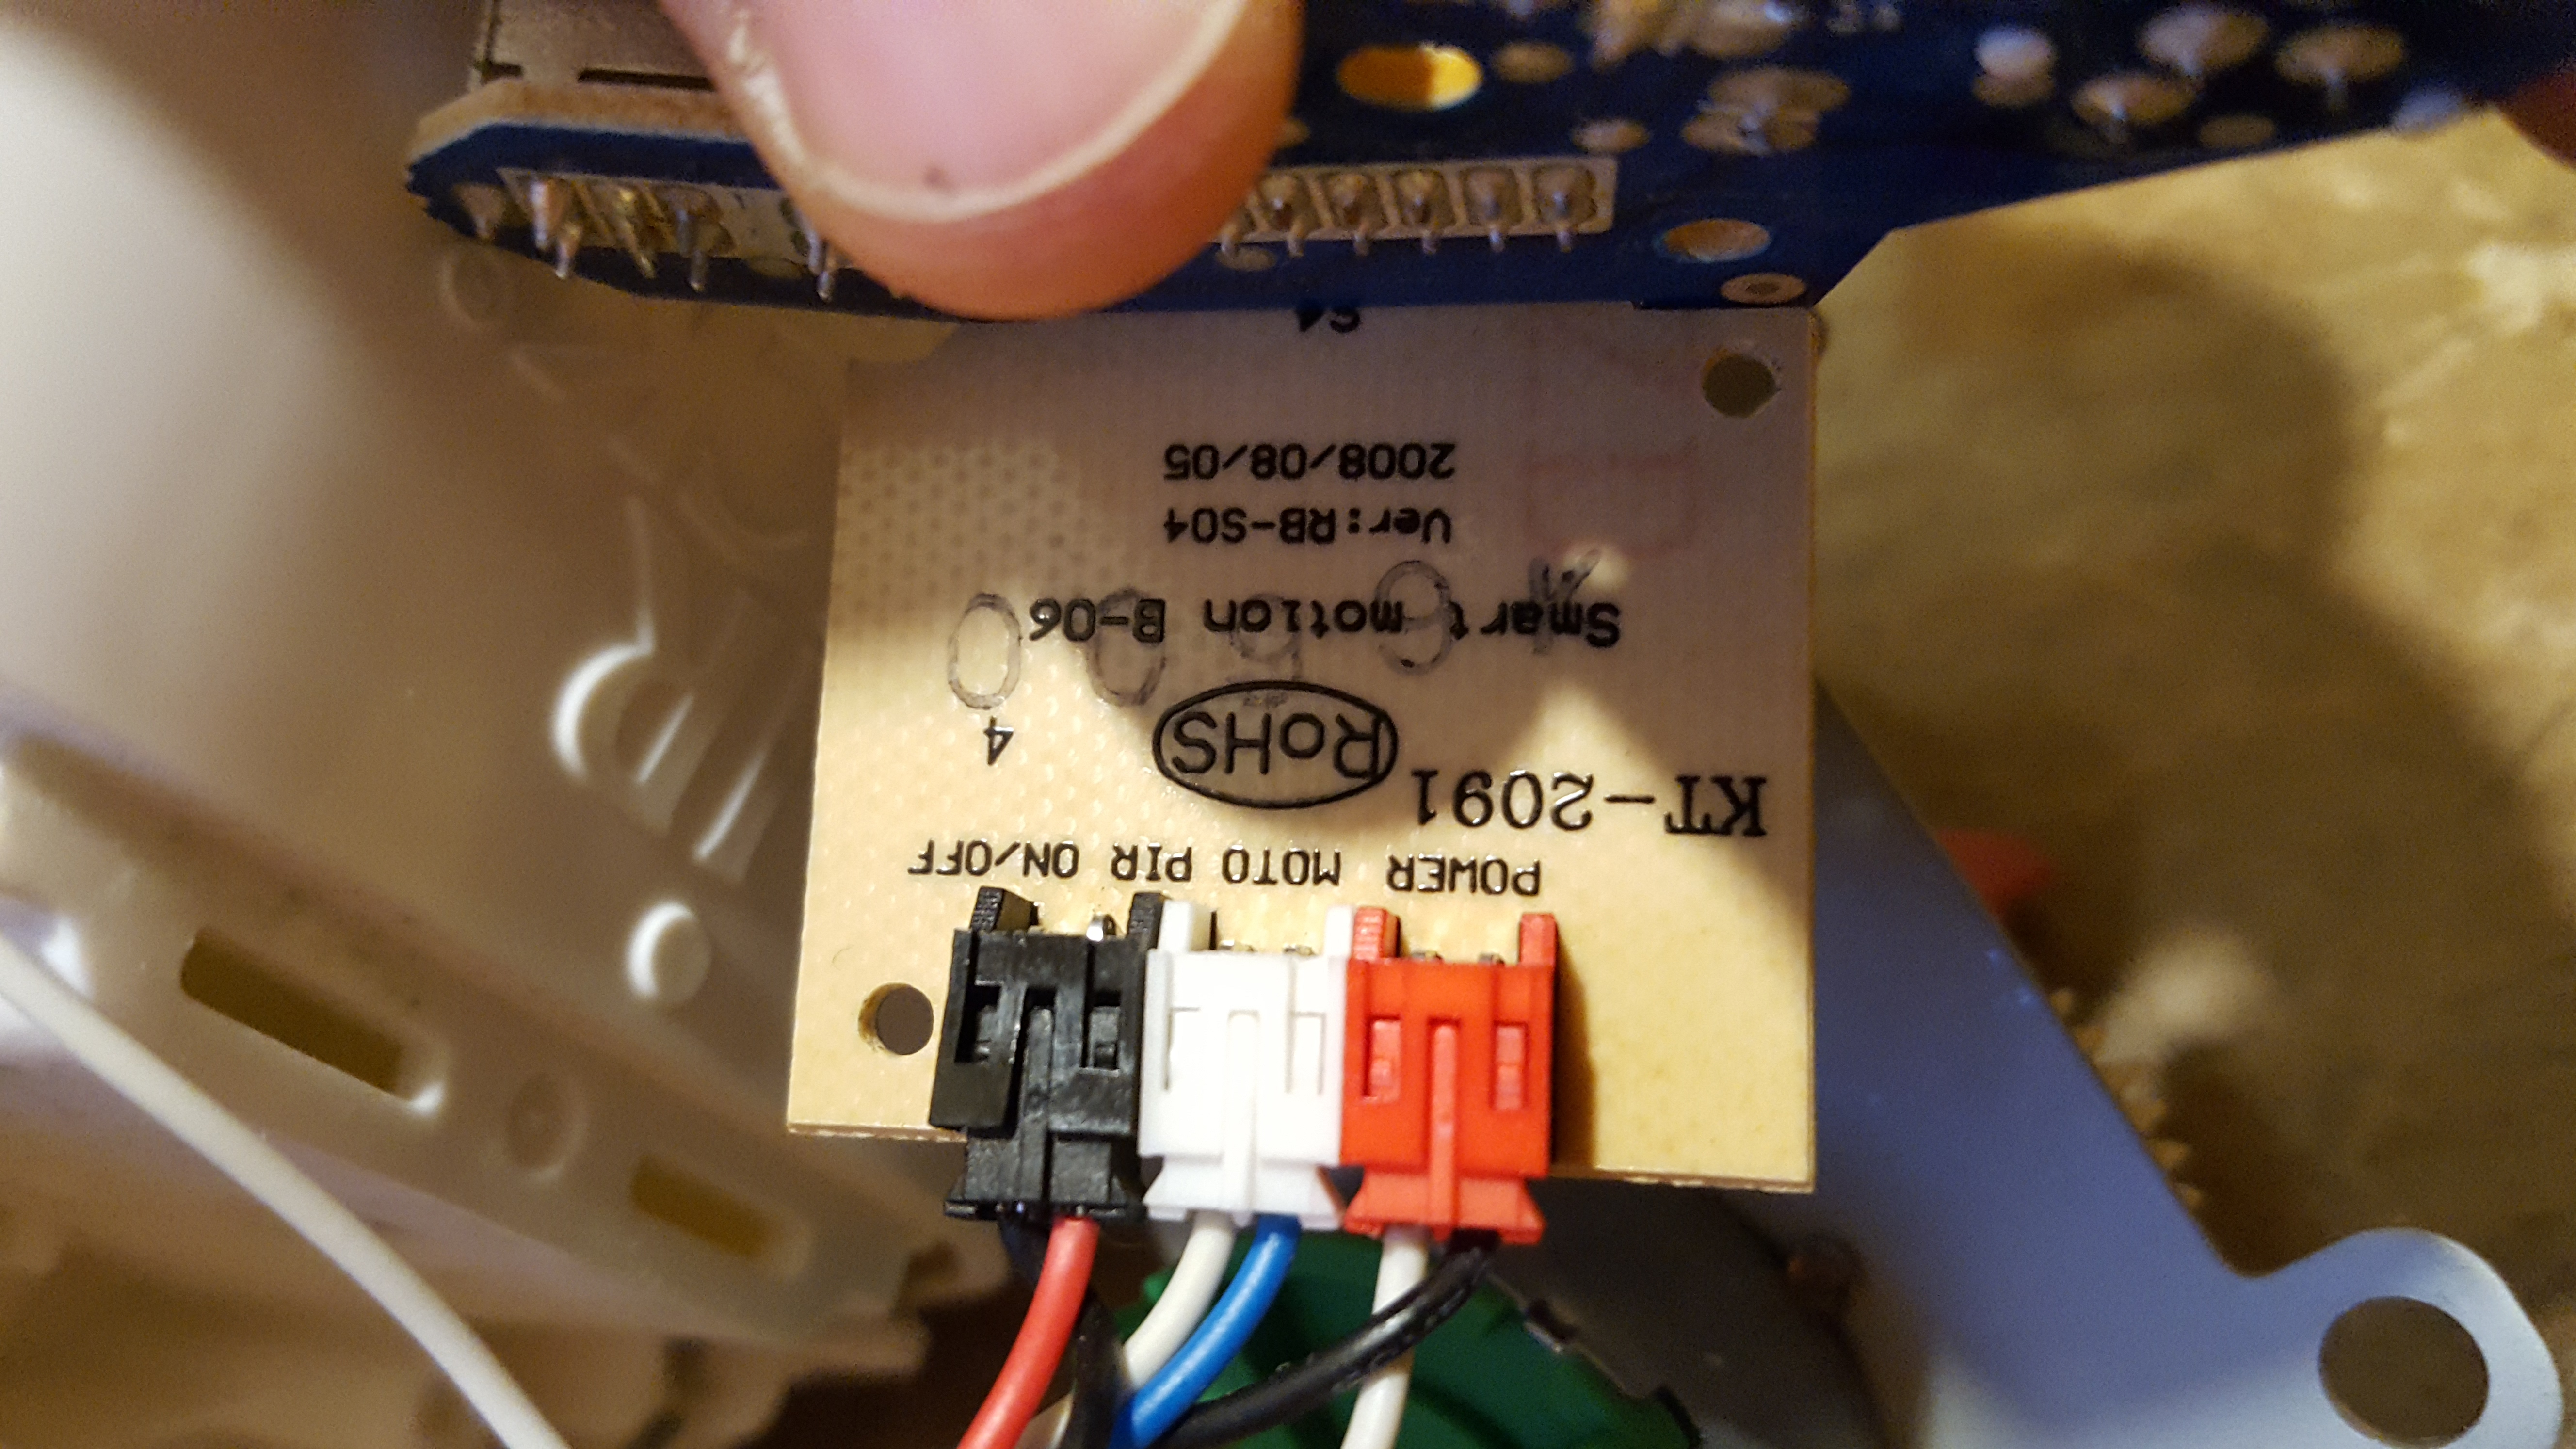 POWER MOTO PIR ON/OFF
KT-2091
RoHS
4
Smart motion B-06
Ver:RB-S04
2008/08/05